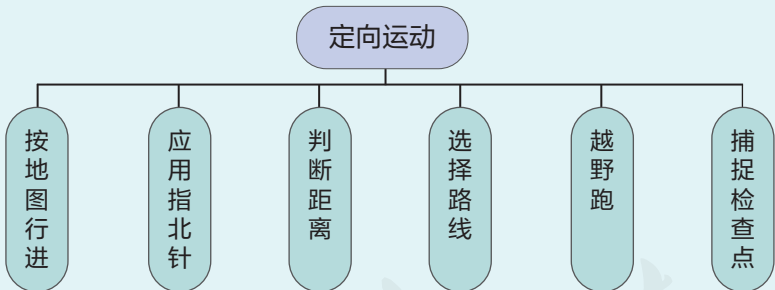 定向运动
按地图行进
应用指北针
判断距离
选择路线
越野跑
捕捉检查点